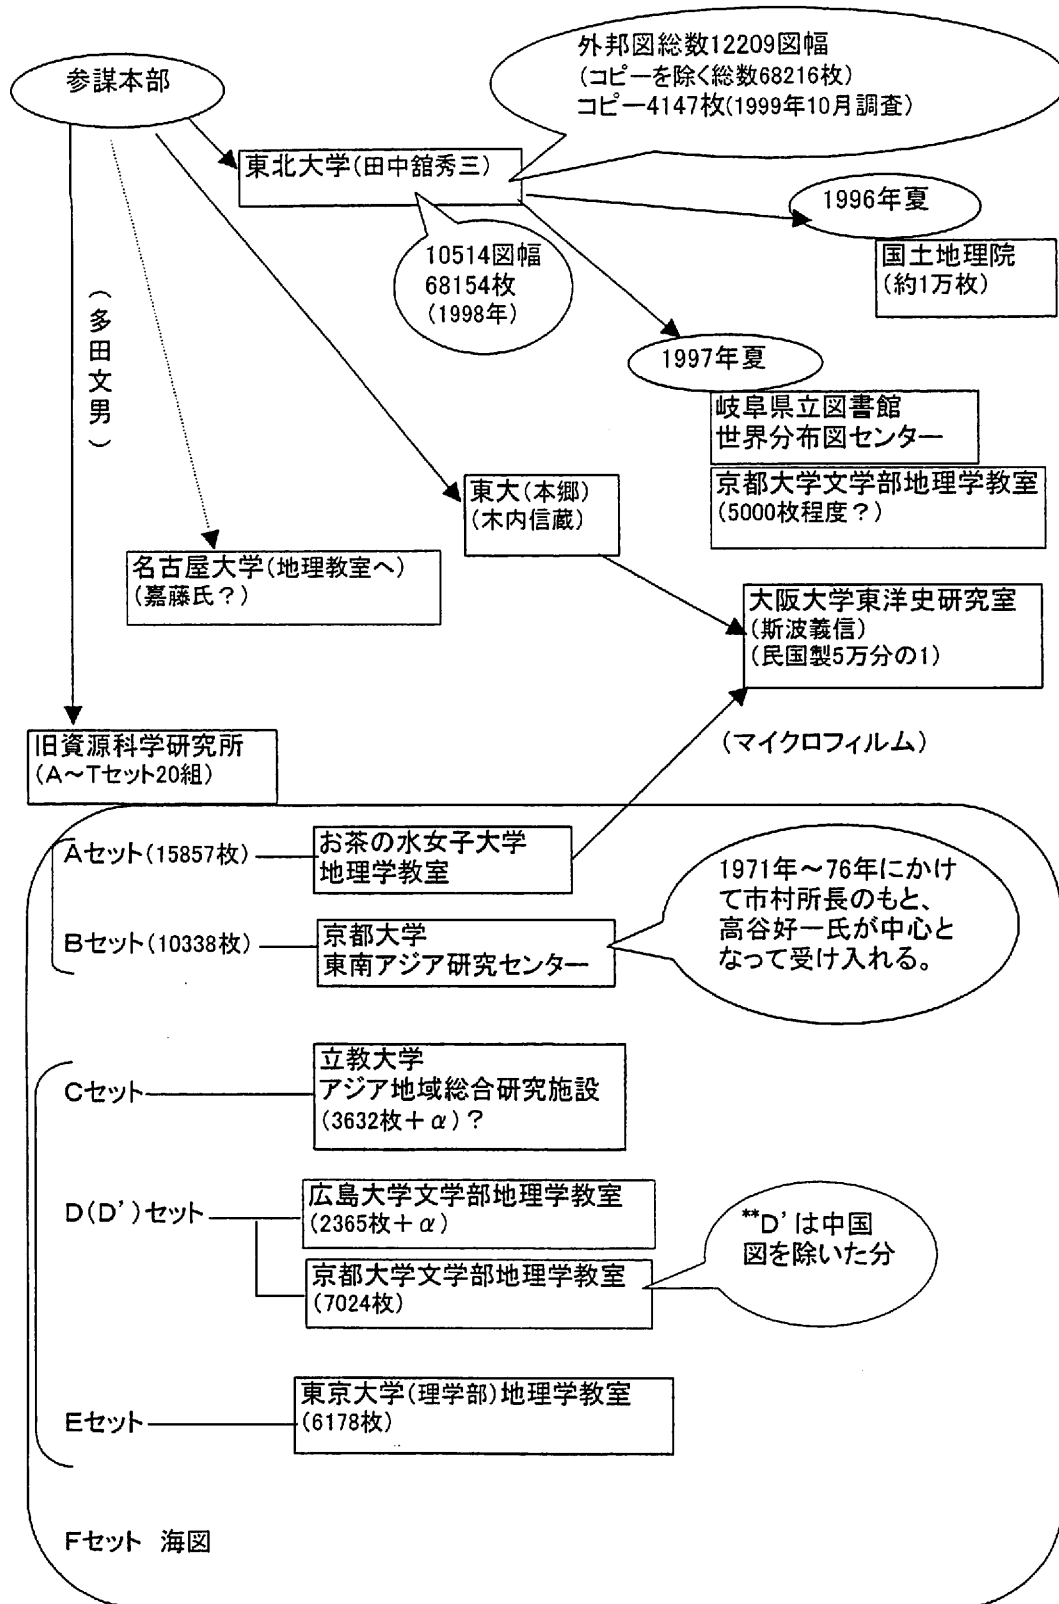 参謀本部
外邦図総数12209図幅
(コピーを除く総数68216枚)
コピー4147枚(1999年10月調査)
東北大学(田中舘秀三)
1996年夏
国土地理院
(約1万枚)
10514図幅
68154枚
(1998年)
(多田文男)
1997年夏
岐阜県立図書館
世界分布図センター
京都大学文学部地理学教室
(5000枚程度?)
東大(本郷)
(木内信蔵)
名古屋大学(地理教室へ)
(嘉藤氏?)
大阪大学東洋史研究室
(斯波義信)
(民国製5万分の1)
(マイクロフィルム)
旧資源科学研究所
(A~Tセット20組)
Aセット(15857枚)
お茶の水女子大学
地理学教室
1971年~76年にかけ
て市村所長のもと、
高谷好一氏が中心と
なって受け入れる。
Bセット(10338枚)
京都大学
東南アジア研究センター
Cセット
立教大学
アジア地域総合研究施設
(3632枚+α)?
D(D')セット
広島大学文学部地理学教室
(2365枚+α)
京都大学文学部地理学教室
(7024枚)
**D'は中国
図を除いた分
Eセット
東京大学(理学部)地理学教室
(6178枚)
Fセット 海図